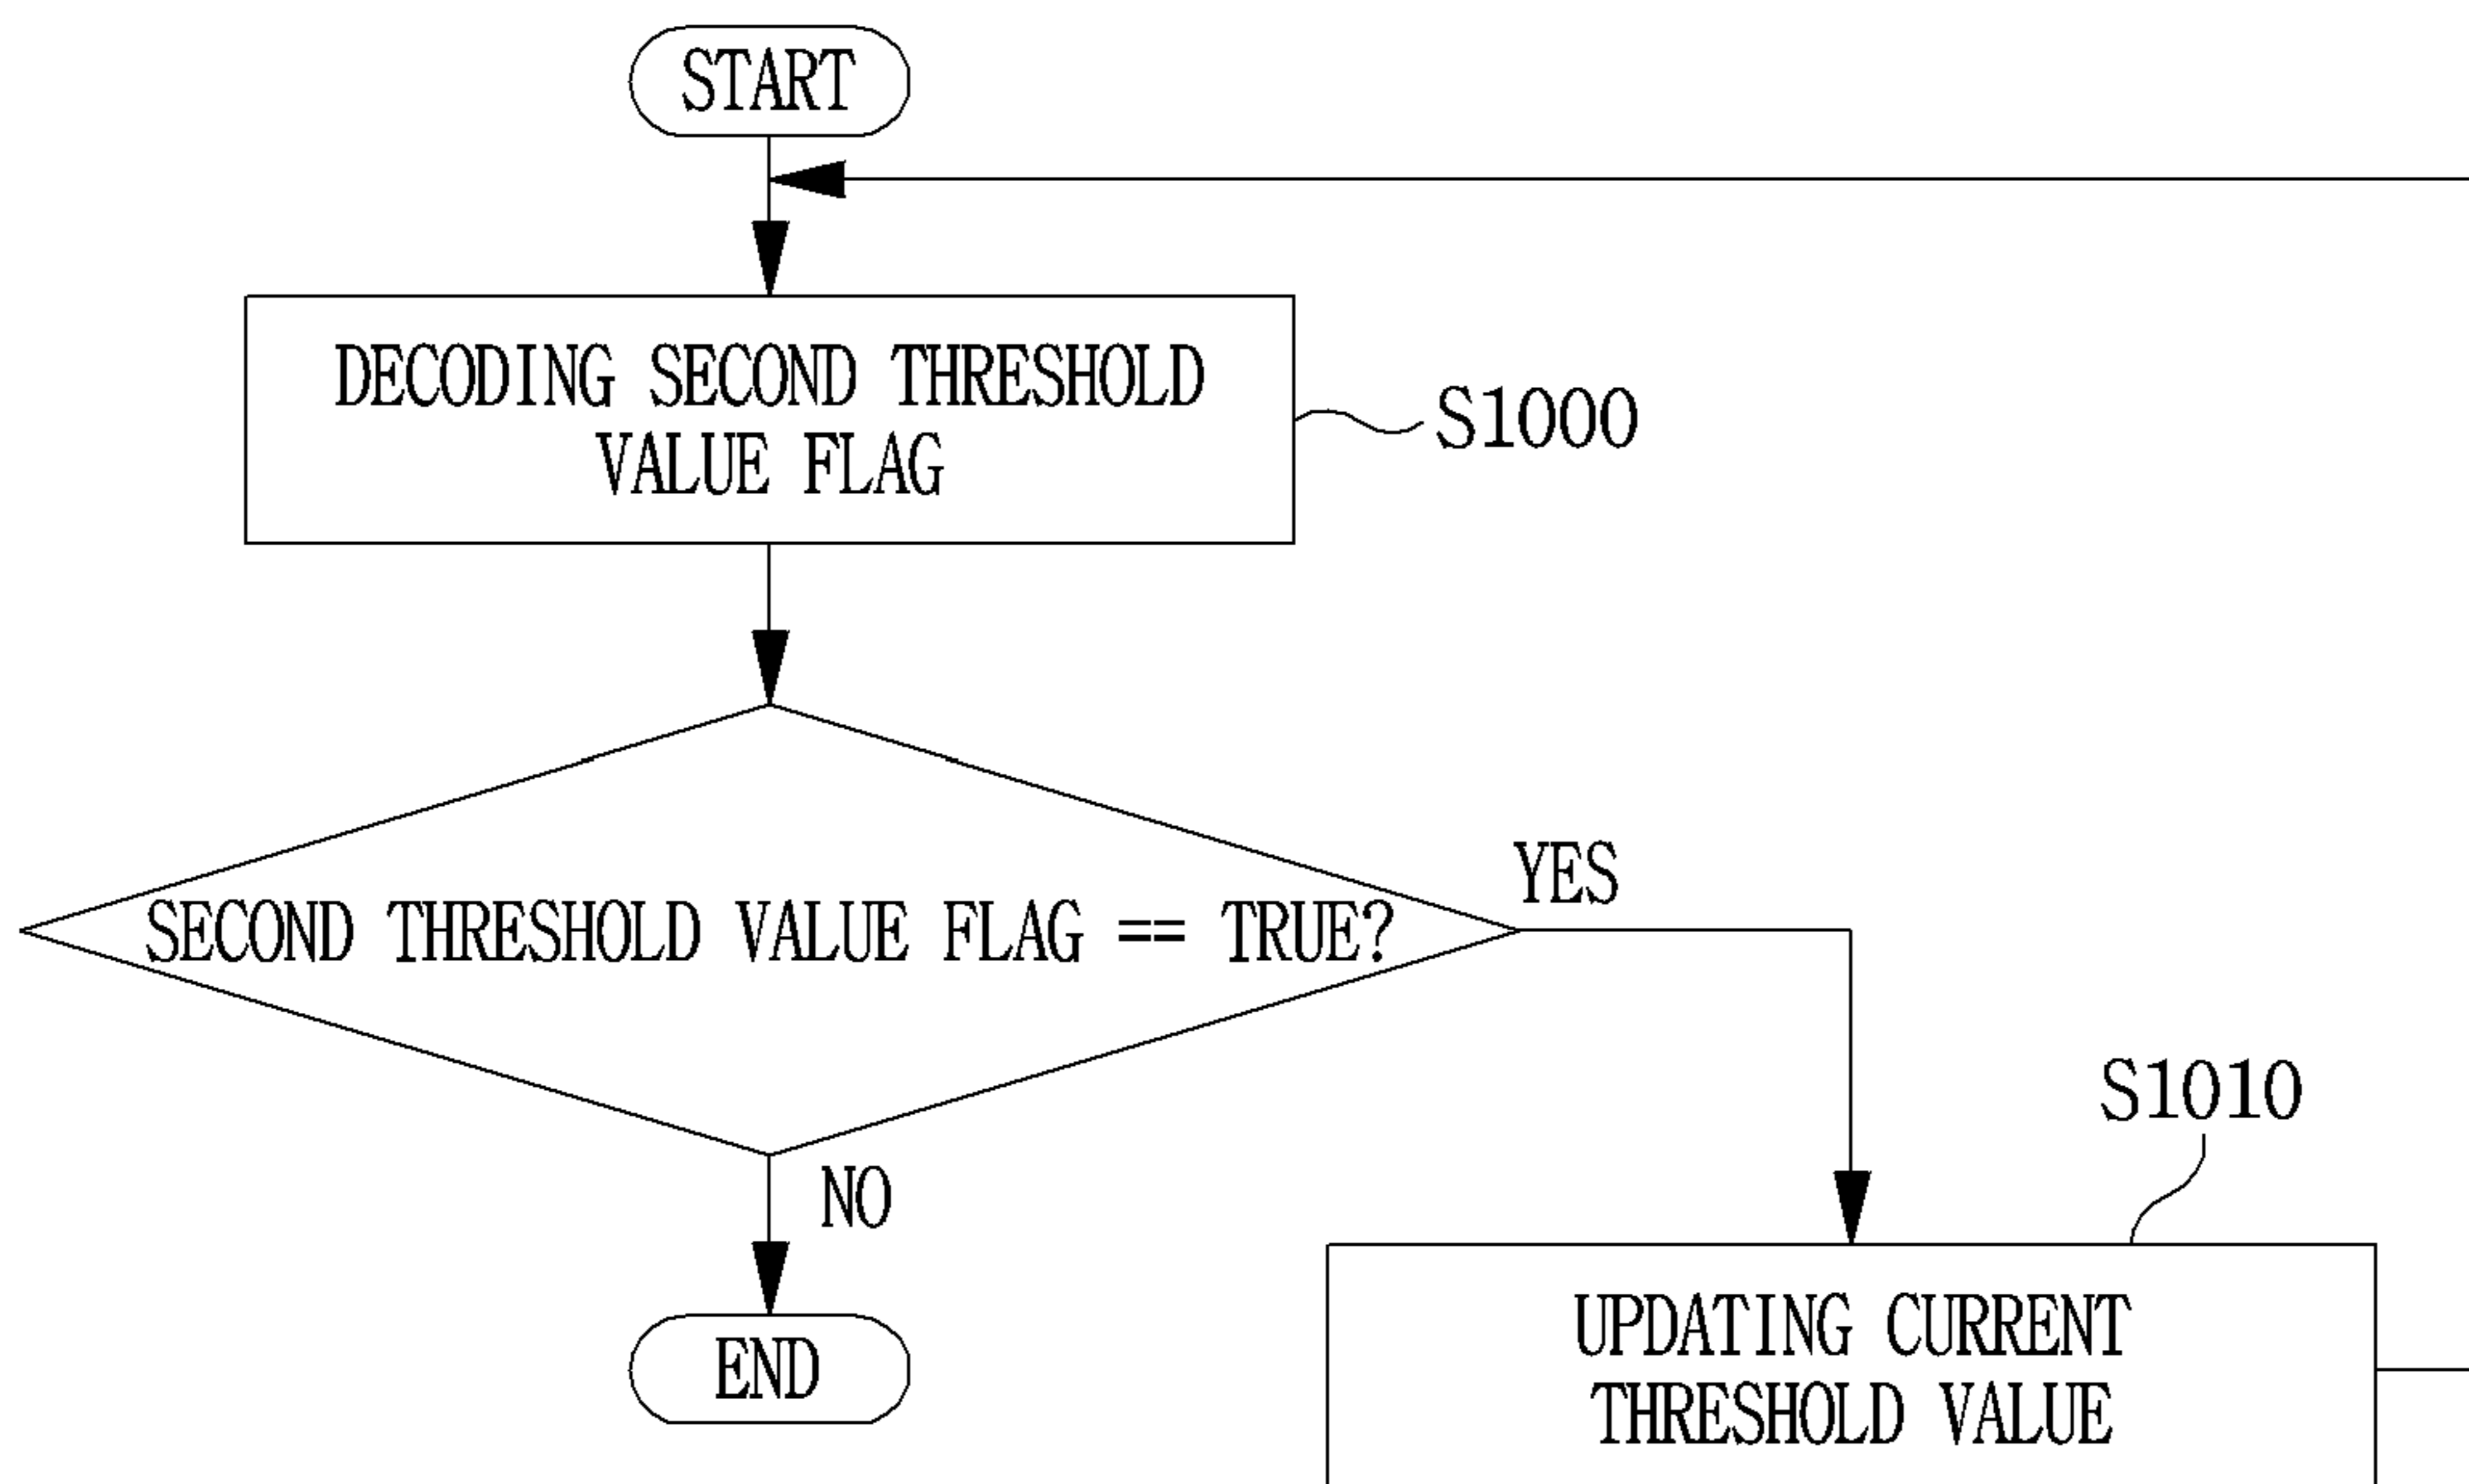 START
DECODING SECOND THRESHOLD
VALUE FLAG
S1000
SECOND THRESHOLD VALUE FLAG == TRUE?
YES
NO
S1010
END
UPDATING CURRENT
THRESHOLD VALUE